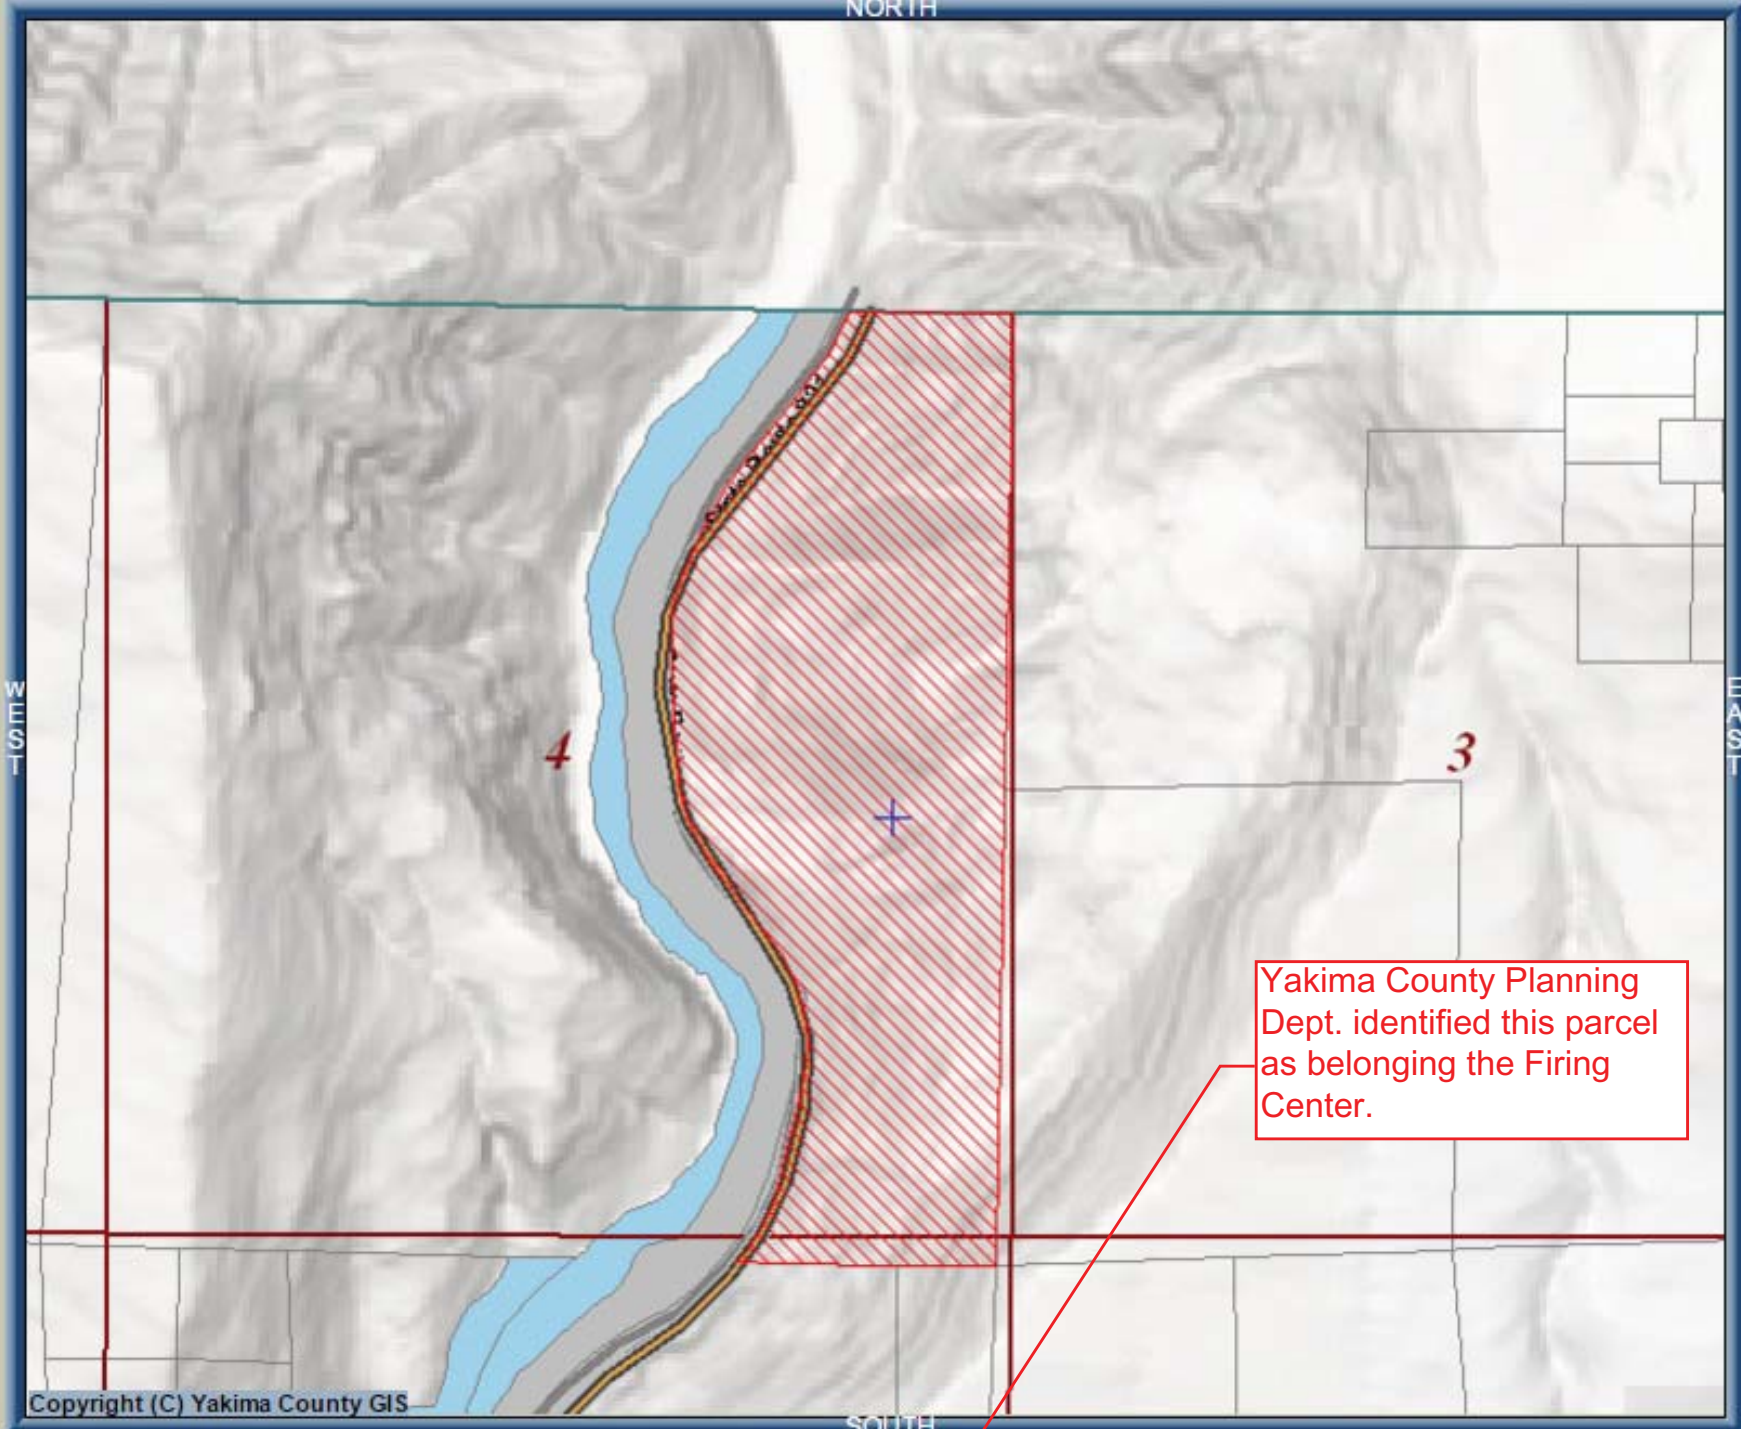 NORTH
WEST
EAST
4
3
Yakima County Planning
Dept. identified this parcel
as belonging the Firing
Center.
Copyright (C) Yakima County GIS
SOUTH